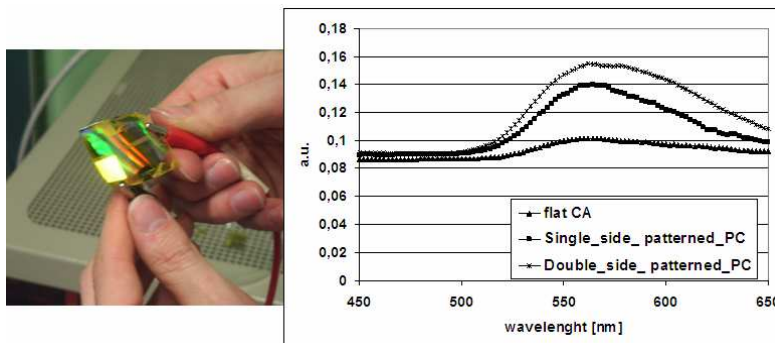 0,18
0,16
0,14
0,12
0,1
0,08
0,06
0,04
0,02
0
a.u.
450 500 550 600 650
wavelenght [nm]
flat CA
Single_side_ patterned_PC
Double_side_ patterned_PC